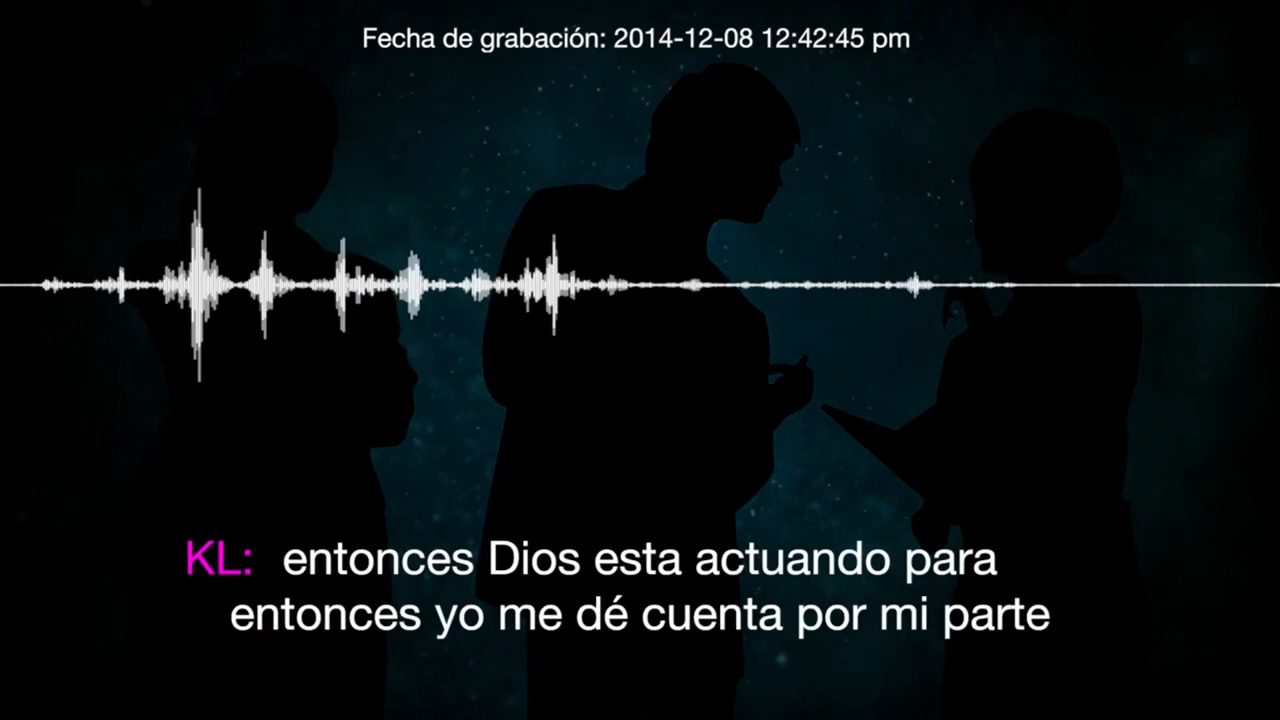 Fecha de grabación: 2014-12-08 12:42:45 pm
KL: entonces Dios esta actuando para
entonces yo me dé cuenta por mi parte